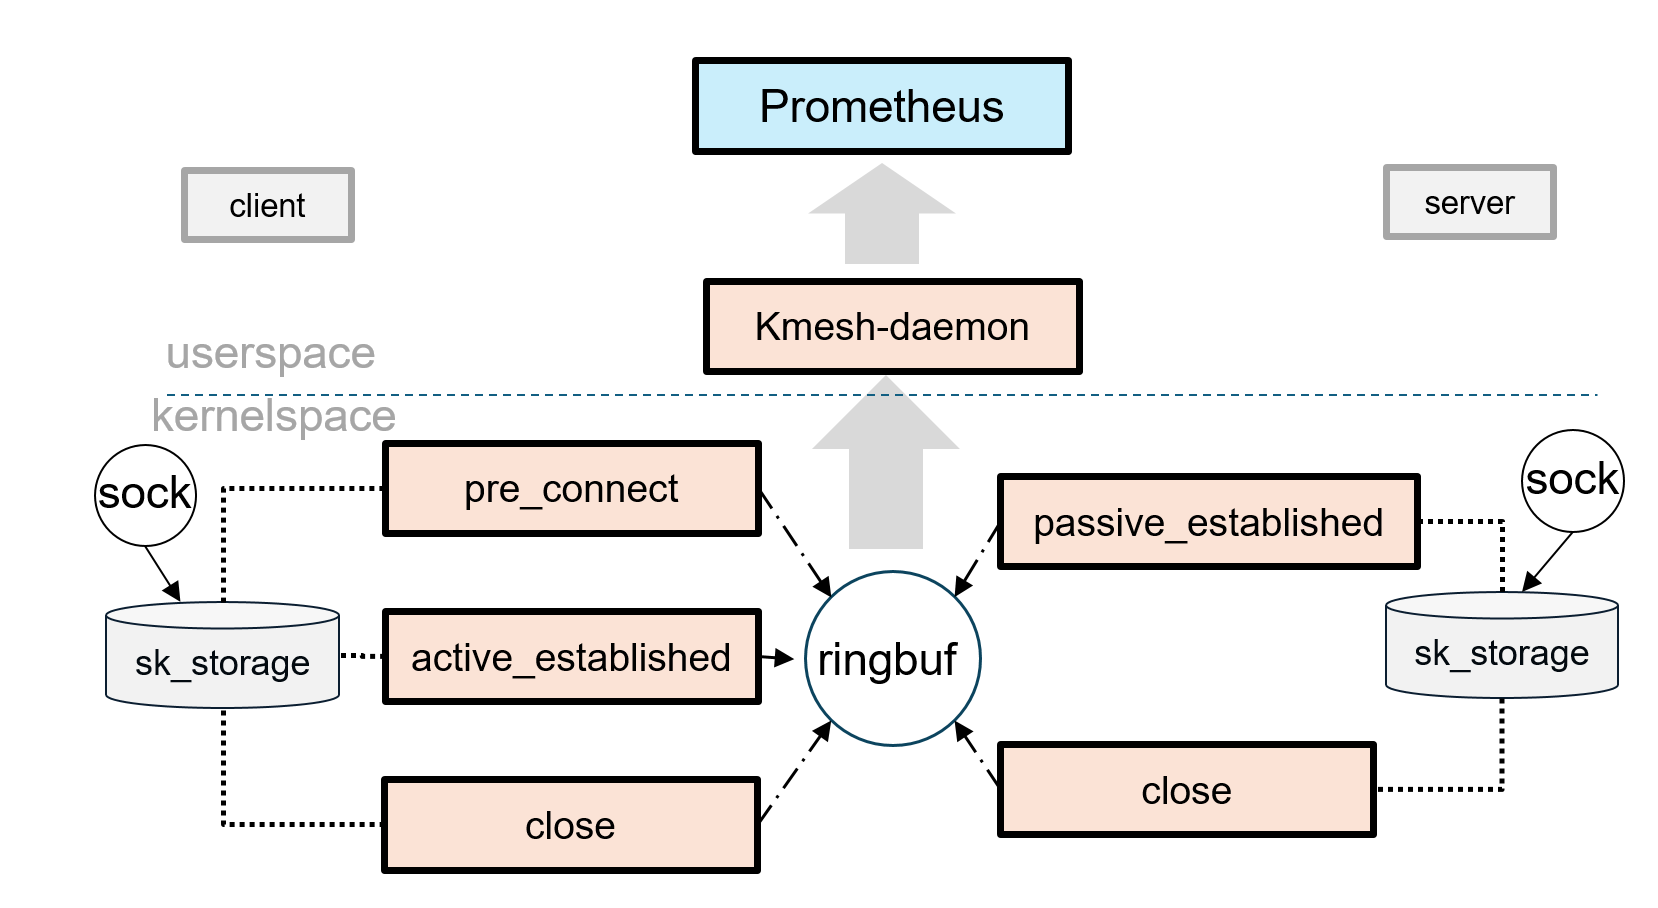 Prometheus
client
server
Kmesh-daemon
userspace
kernelspace
sock
pre_connect
passive_established
sock
sk_storage
active_established
ringbuf
sk_storage
close
close